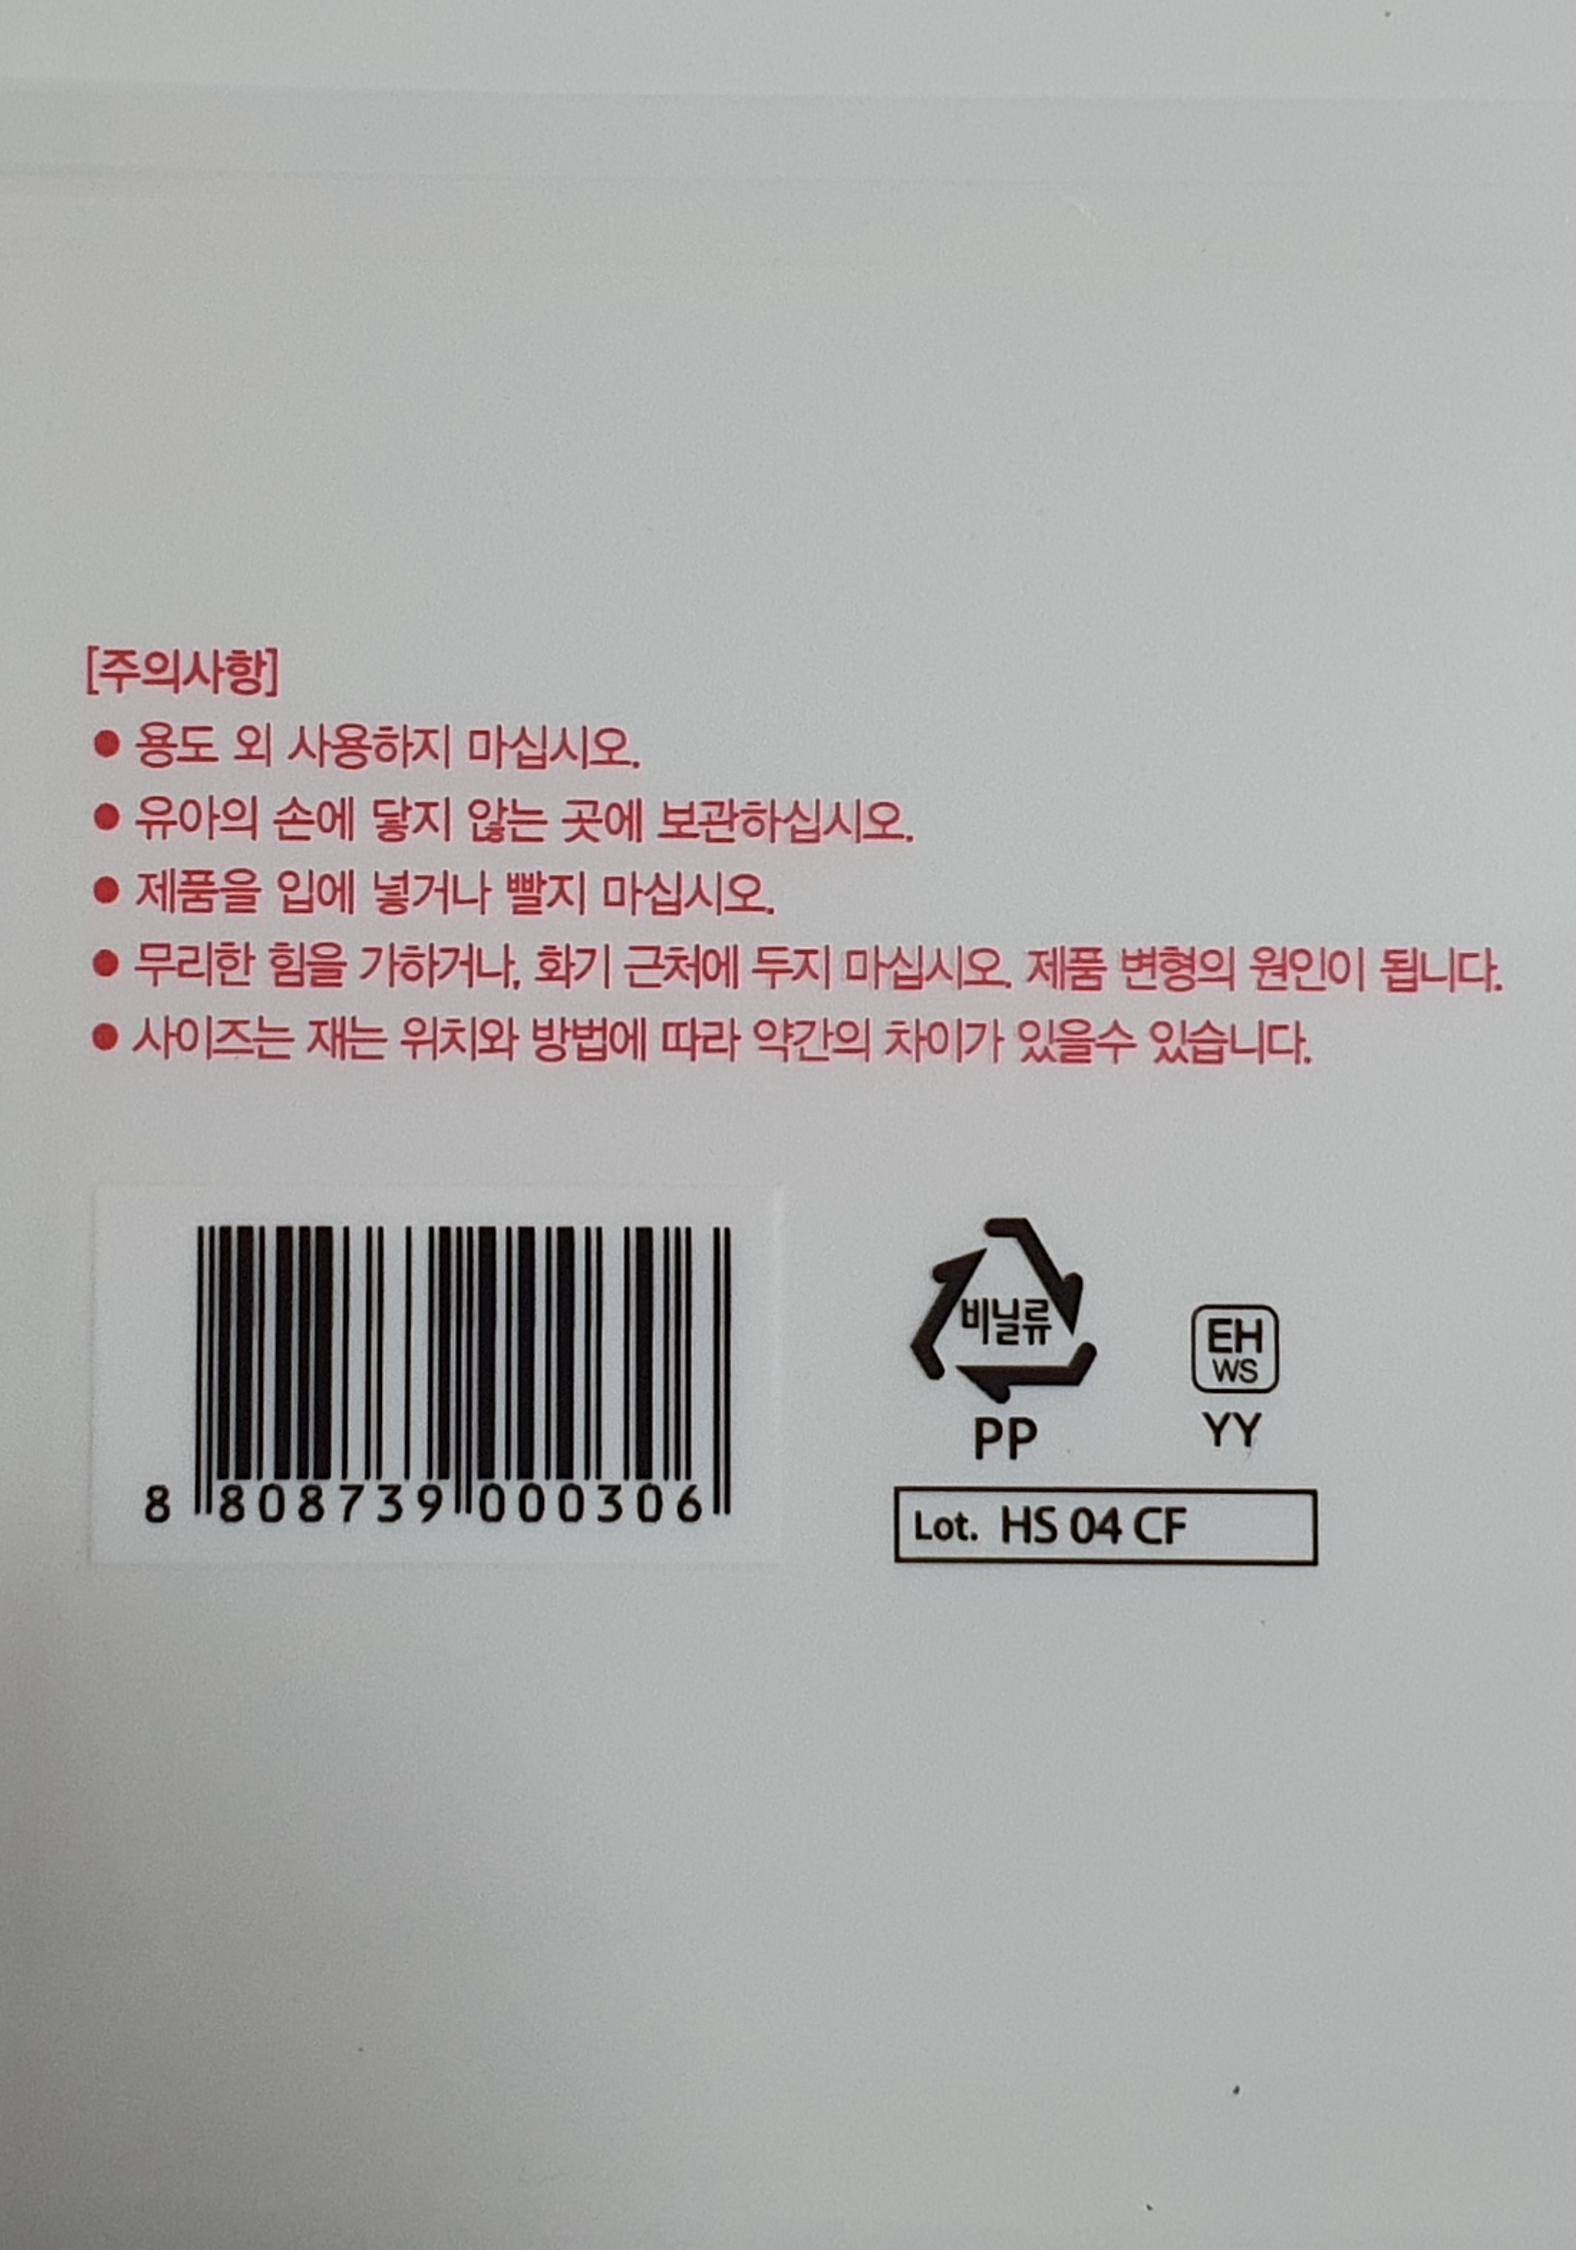 [주의사항]
● 용도 외 사용하지 마십시오.
● 유아의 손에 닿지 않는 곳에 보관하십시오.
● 제품을 입에 넣거나 빨지 마십시오.
● 무리한 힘을 가하거나, 화기 근처에 두지 마십시오. 제품 변형의 원인이 됩니다.
● 사이즈는 재는 위치와 방법에 따라 약간의 차이가 있을수 있습니다.
비닐류
PP
EH
WS
YY
8 808739 000306
Lot. HS 04 CF